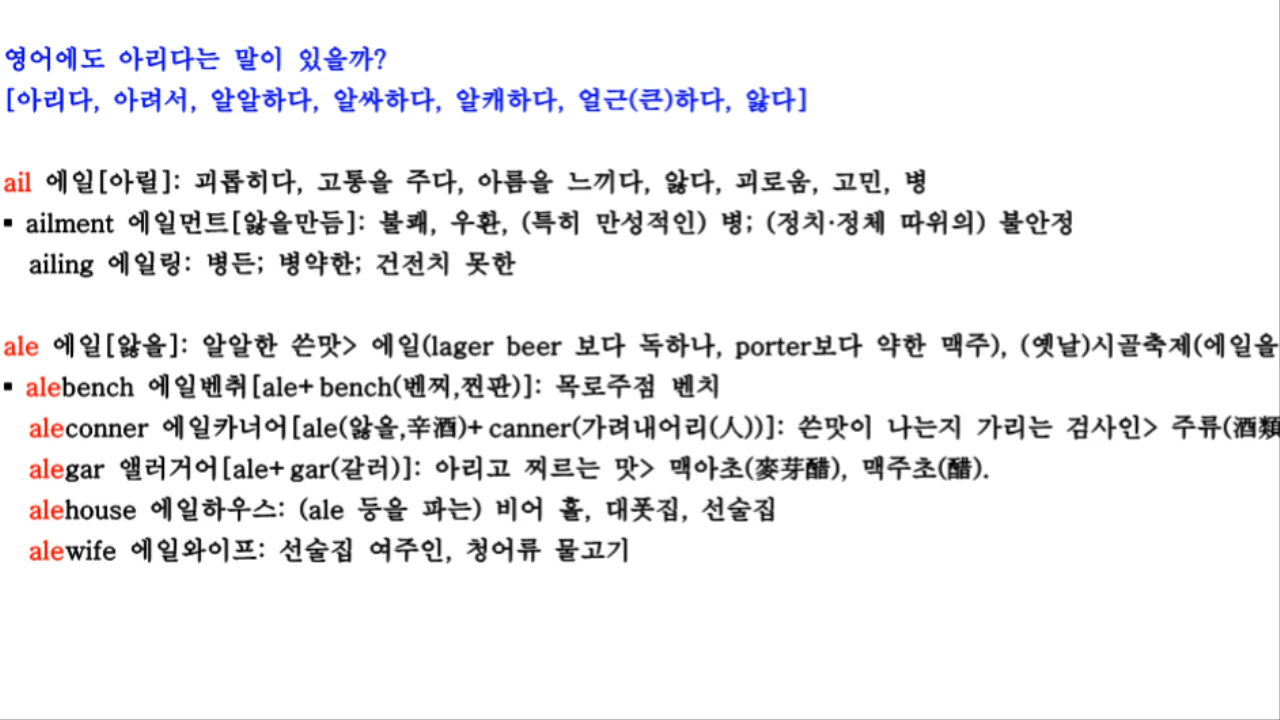 영어에도 아리다는 말이 있을까?
[아리다, 아려서, 알알하다, 알싸하다, 알캐하다, 얼근(큰)하다, 앓다]
ail 에일[아릴]: 괴롭히다, 고통을 주다, 아픔을 느끼다, 앓다, 괴로움, 고민, 병
▪ ailment 에일먼트[앓을만듬]: 불쾌, 우환, (특히 만성적인) 병; (정치·정체 따위의) 불안정
ailing 에일링: 병든; 병약한; 건전치 못한
ale 에일[앓을]: 알알한 쓴맛> 에일(lager beer 보다 독하나, porter보다 약한 맥주), (옛날)시골축제(에일을
▪ alebench 에일벤취[ale+bench(벤찌,찐판)]: 목로주점 벤치
aleconner 에일카너어[ale(앓을,辛酒)+canner(가려내어리(人))]: 쓴맛이 나는지 가리는 검사인> 주류(酒類
alegar 앨러거어[ale+gar(갈러)]: 아리고 찌르는 맛> 맥아초(麥芽醋), 맥주초(醋).
alehouse 에일하우스: (ale 등을 파는) 비어 홀, 대폿집, 선술집
alewife 에일와이프: 선술집 여주인, 청어류 물고기